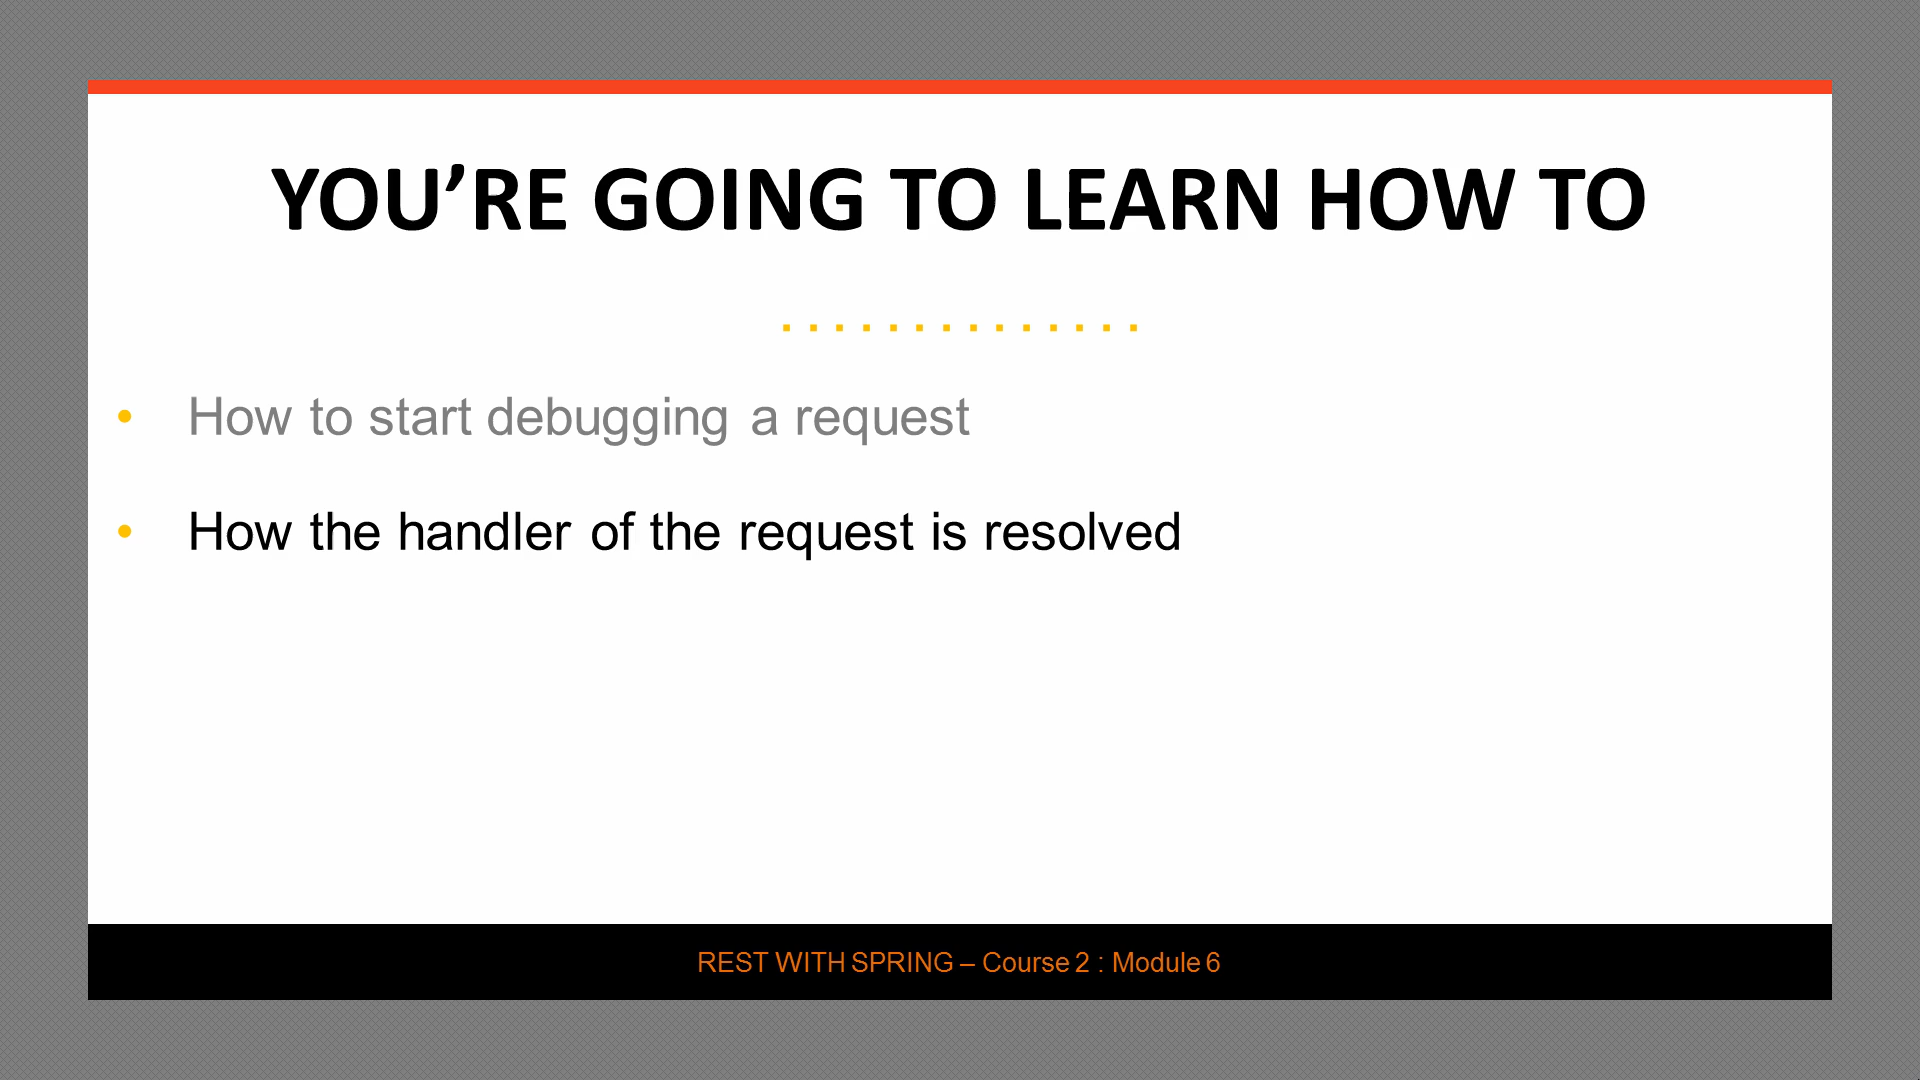 YOU’RE GOING TO LEARN HOW TO
• How to start debugging a request
• How the handler of the request is resolved
REST WITH SPRING – Course 2 : Module 6